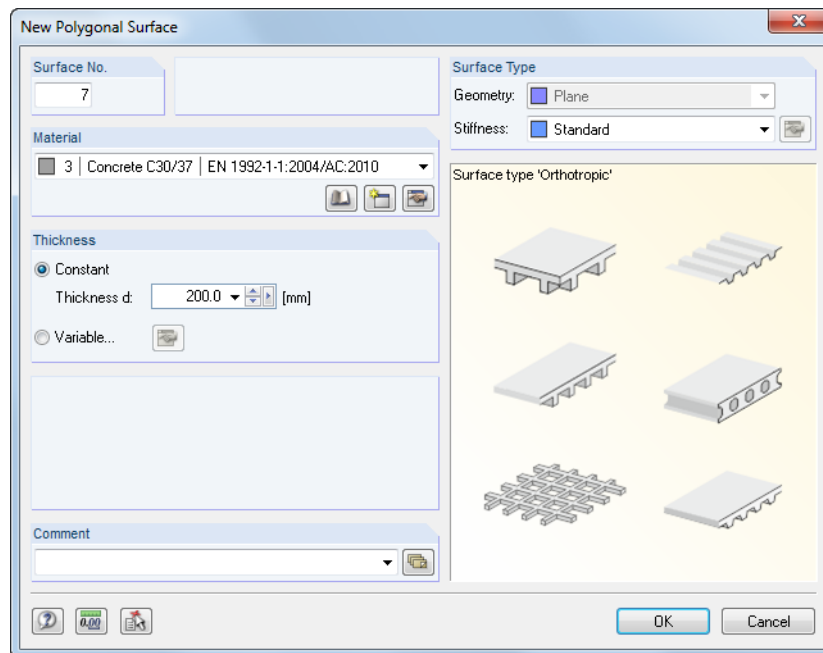 New Polygonal Surface
Surface No.
7
Material
3 Concrete C30/37 EN 1992-1-1:2004/AC:2010
Thickness
Constant
Thickness d: 200.0 [mm]
Variable...
Comment
Surface Type
Geometry: Plane
Stiffness: Standard
Surface type 'Orthotropic'
0.00
OK Cancel